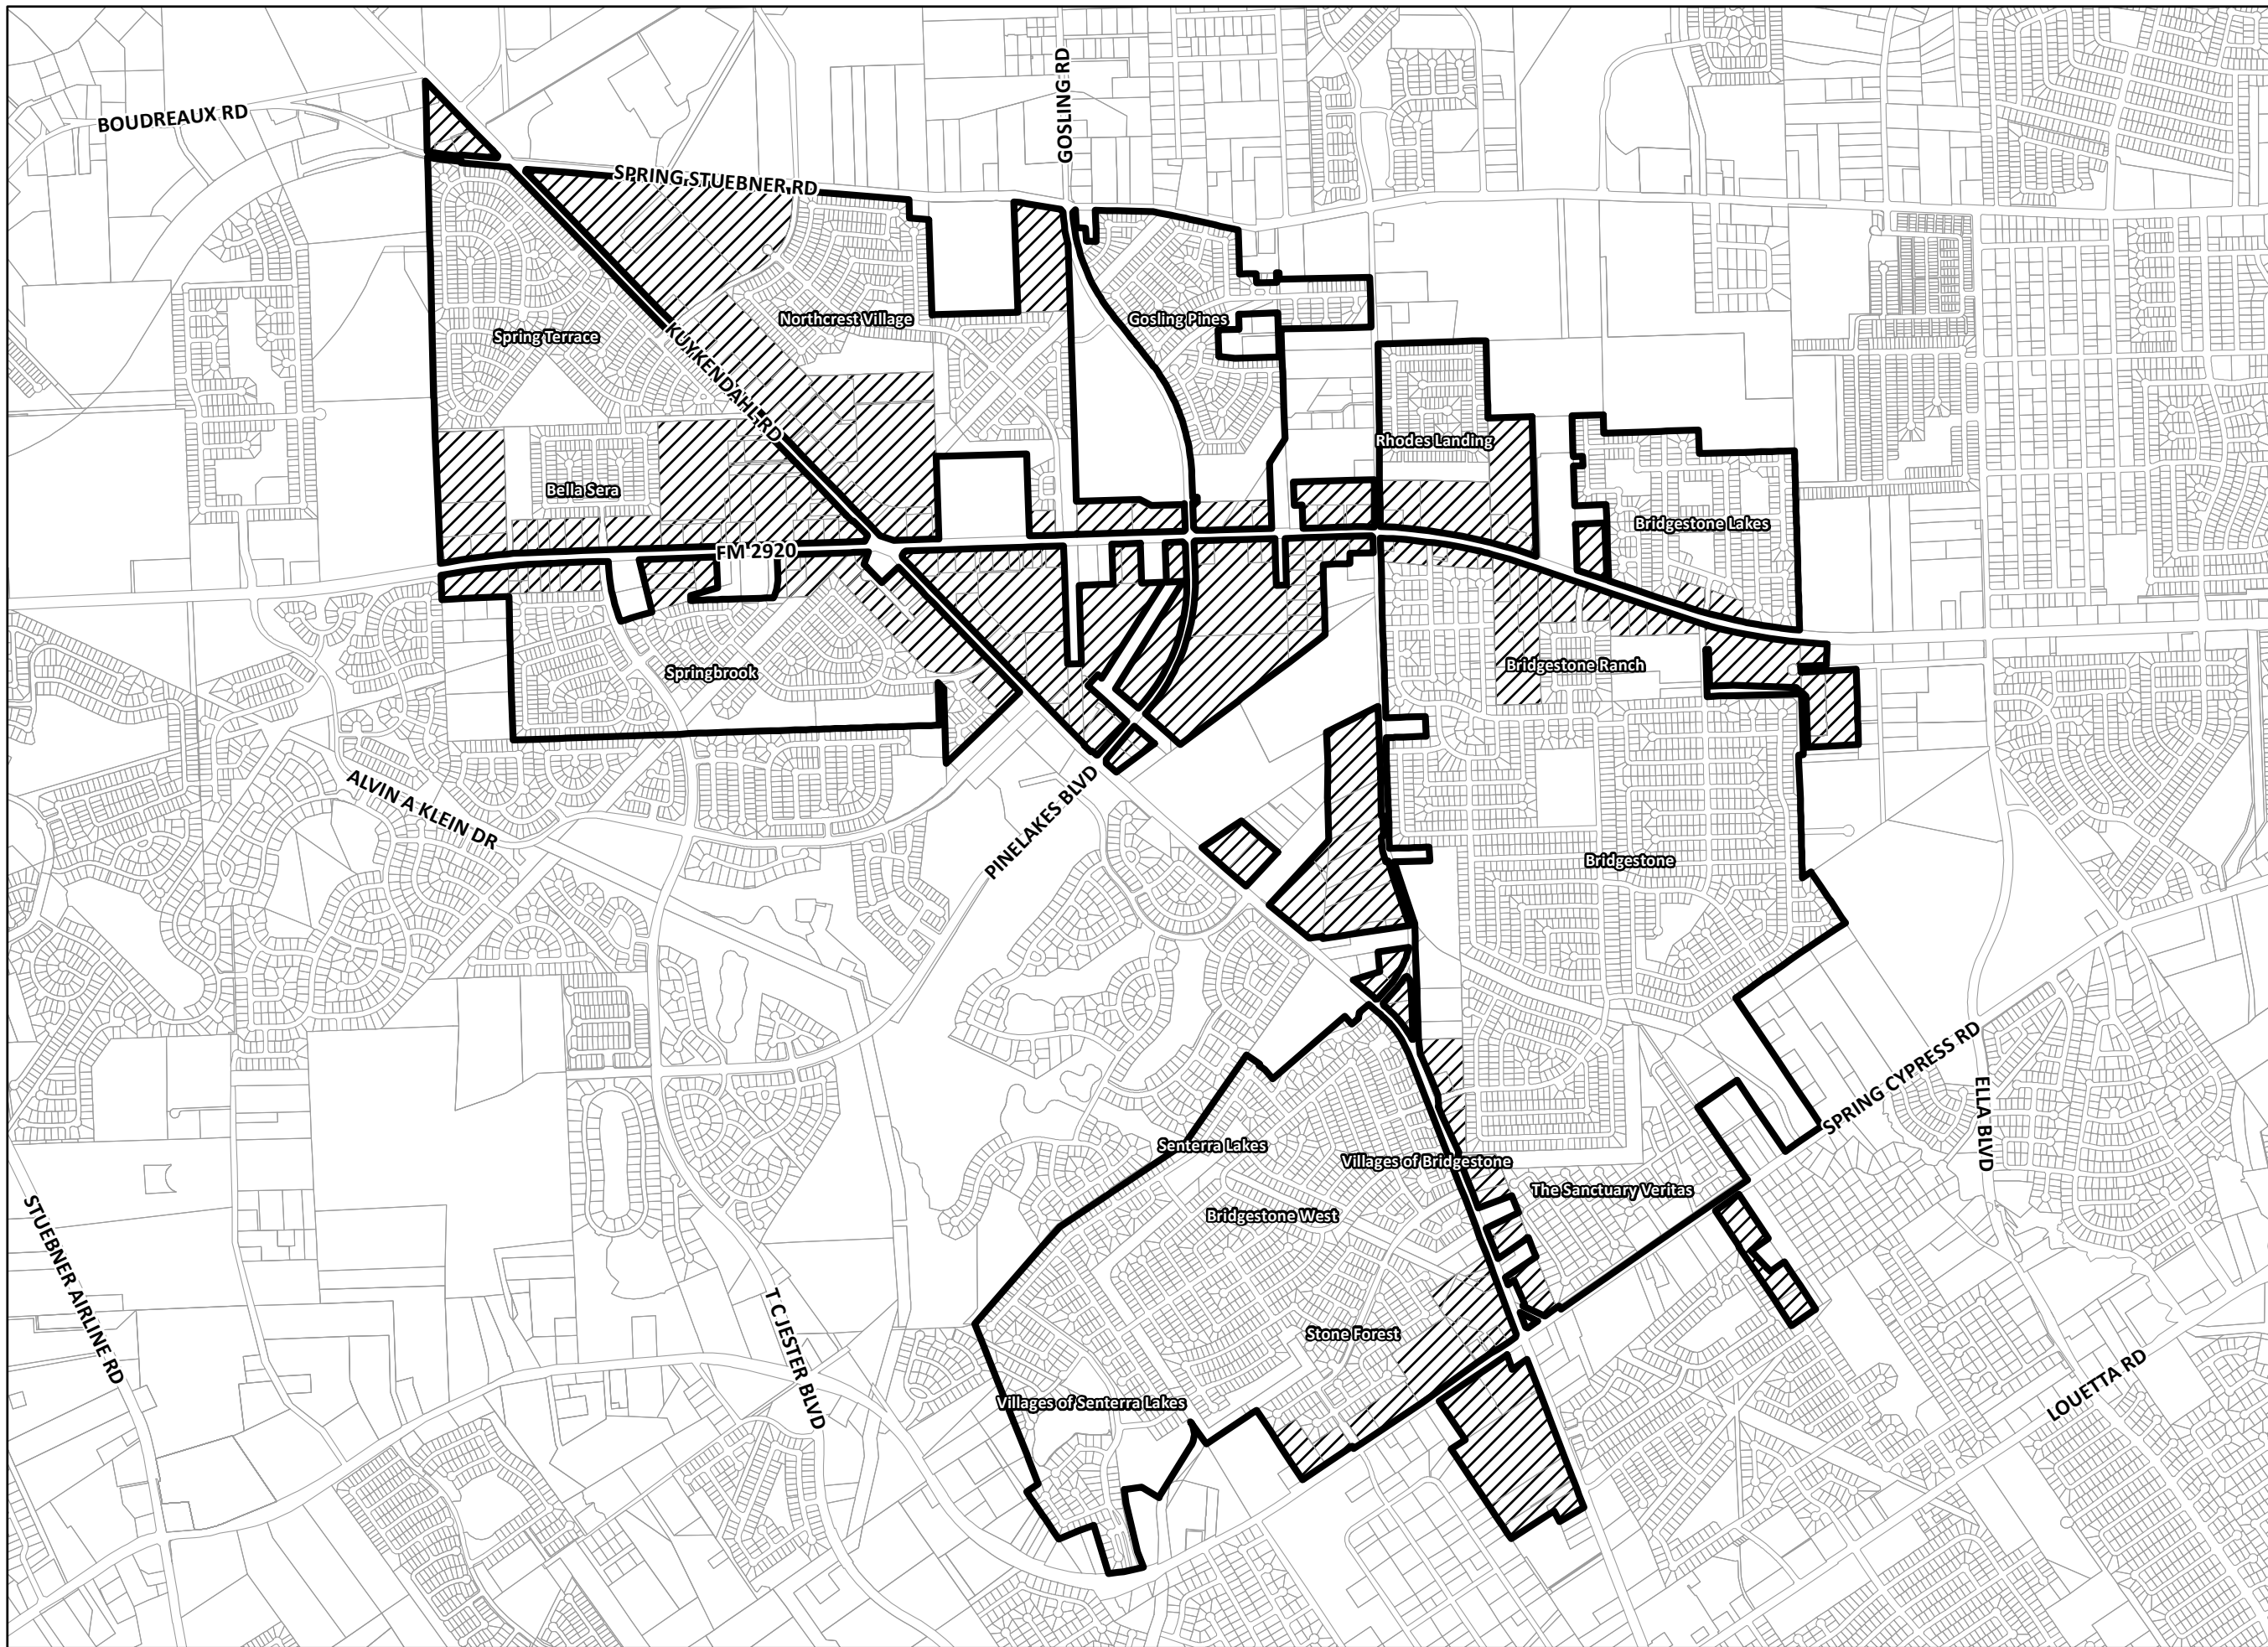 GOSLING RD
BOUDREAUX RD
SPRING STUEBNER RD
Northcrest Village
Gosling Pines
Spring Terrace
KUYKENDAHL RD
Rhodes Landing
Bella Sera
Bridgestone Lakes
FM 2920
Bridgestone Ranch
Springbrook
ALVIN A KLEIN DR
PINELAKES BLVD
Bridgestone
SPRING CYPRESS RD
ELLA BLVD
Senterra Lakes
Villages of Bridgestone
The Sanctuary Veritas
Bridgestone West
STUEBNER AIRLINE RD
T C JESTER BLVD
Stone Forest
LOUETTA RD
Villages of Senterra Lakes